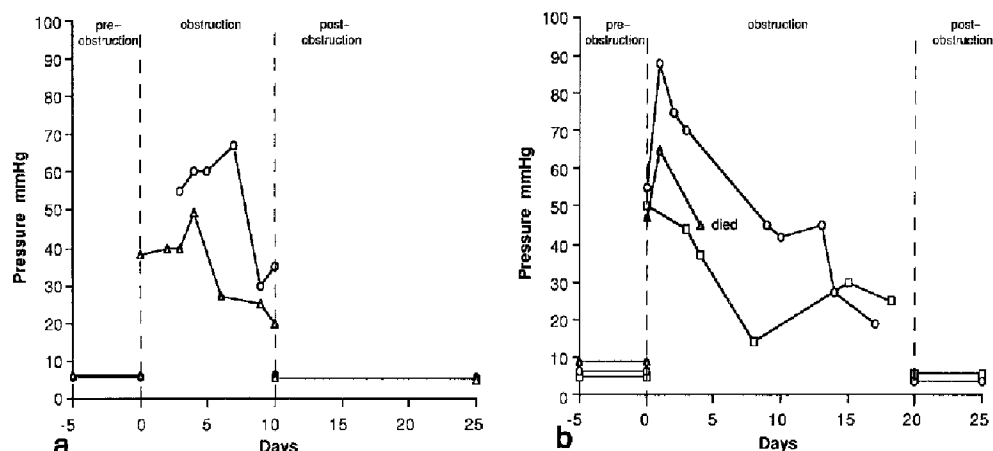 pre-
obstruction
obstruction
post-
obstruction
100
90
80
70
60
50
40
30
20
10
0
Pressure mmHg
-5
0
5
10
15
20
25
Days
a
pre-
obstruction
obstruction
post-
obstruction
100
90
80
70
60
50
40
30
20
10
0
Pressure mmHg
died
-5
0
5
10
15
20
25
Days
b